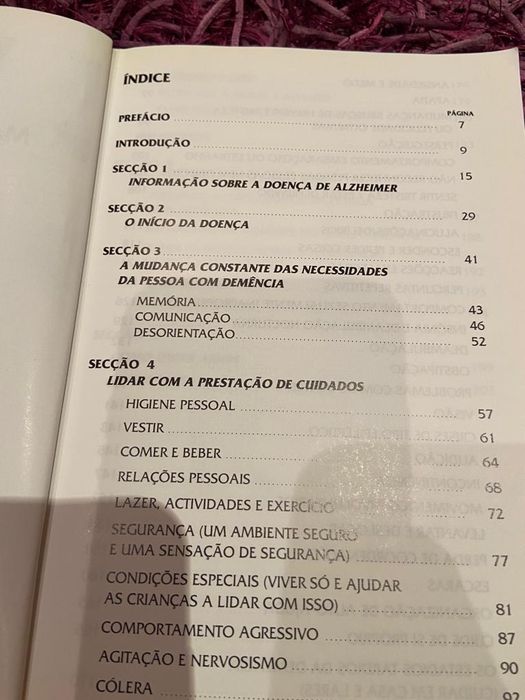 ÍNDICE
PÁGINA
PREFÁCIO 7
INTRODUÇÃO 9
SECÇÃO 1 15
INFORMAÇÃO SOBRE A DOENÇA DE ALZHEIMER
SECÇÃO 2 29
O INÍCIO DA DOENÇA
SECÇÃO 3 41
A MUDANÇA CONSTANTE DAS NECESSIDADES
DA PESSOA COM DEMÊNCIA
MEMÓRIA 43
COMUNICAÇÃO 46
DESORIENTAÇÃO 52
SECÇÃO 4
LIDAR COM A PRESTAÇÃO DE CUIDADOS
HIGIENE PESSOAL 57
VESTIR 61
COMER E BEBER 64
RELAÇÕES PESSOAIS 68
LAZER, ACTIVIDADES E EXERCÍCIO 72
SEGURANÇA (UM AMBIENTE SEGURO
E UMA SENSAÇÃO DE SEGURANÇA) 77
CONDIÇÕES ESPECIAIS (VIVER SÓ E AJUDAR
AS CRIANÇAS A LIDAR COM ISSO) 81
COMPORTAMENTO AGRESSIVO 87
AGITAÇÃO E NERVOSISMO 90
CÓLERA